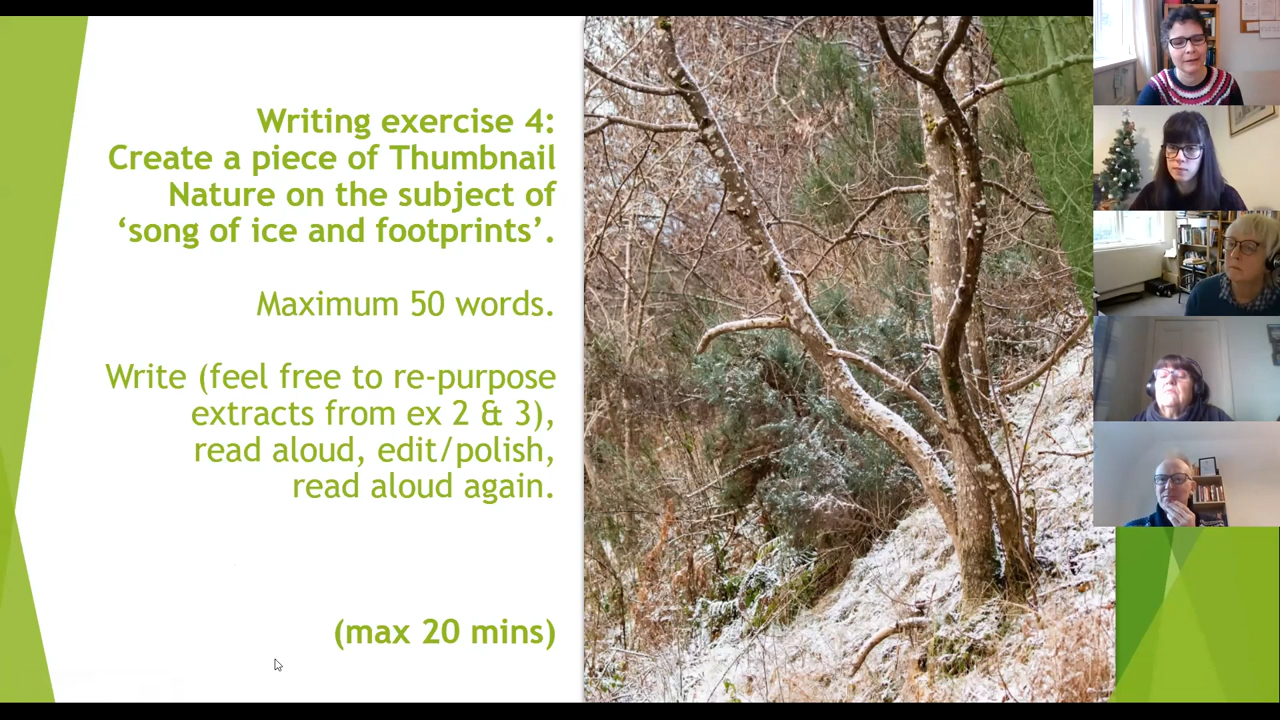 Writing exercise 4:
Create a piece of Thumbnail
Nature on the subject of
‘song of ice and footprints’.
Maximum 50 words.
Write (feel free to re-purpose
extracts from ex 2 & 3),
read aloud, edit/polish,
read aloud again.
(max 20 mins)